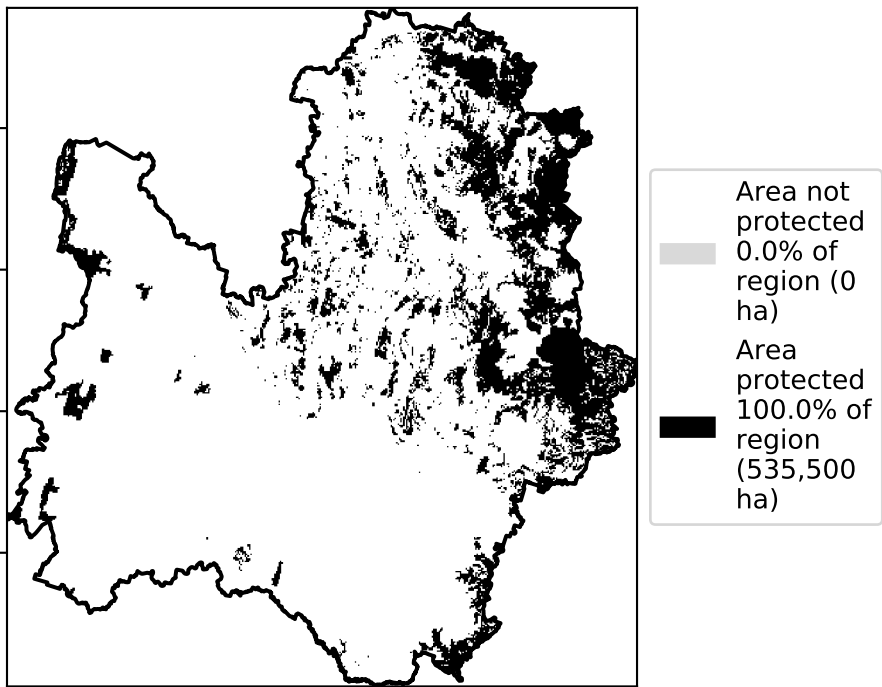 Area not
protected
0.0% of
region (0
ha)
Area
protected
100.0% of
region
(535,500
ha)